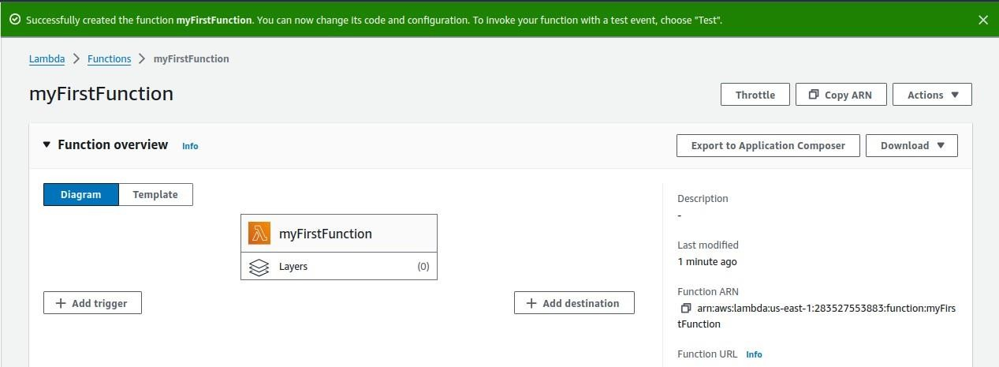 Successfully created the function myFirstFunction. You can now change its code and configuration. To invoke your function with a test event, choose "Test".
Lambda > Functions > myFirstFunction
myFirstFunction
Throttle
Copy ARN
Actions
Function overview Info
Export to Application Composer
Download
Diagram
Template
myFirstFunction
Layers (0)
+ Add trigger
+ Add destination
Description
-
Last modified
1 minute ago
Function ARN
arn:aws:lambda:us-east-1:283527553883:function:myFirs
tFunction
Function URL Info